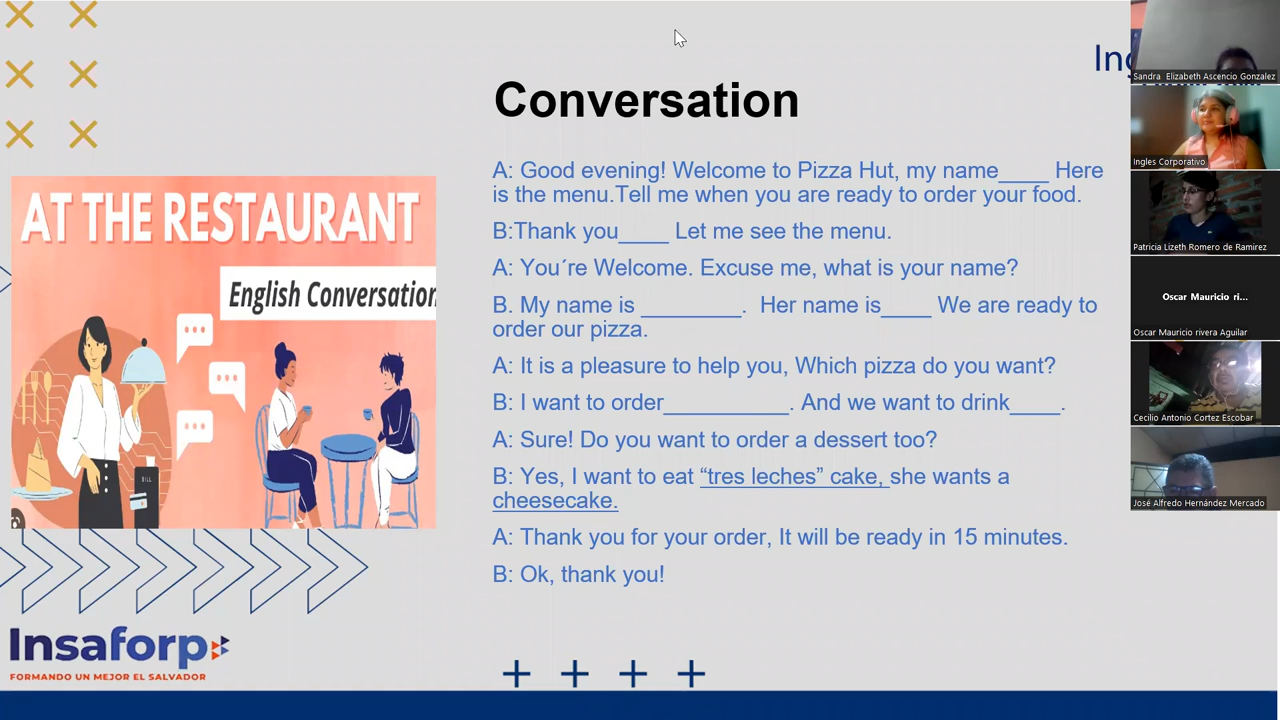 Ing
Conversation
A: Good evening! Welcome to Pizza Hut, my name____ Here
is the menu.Tell me when you are ready to order your food.
B:Thank you____ Let me see the menu.
A: You´re Welcome. Excuse me, what is your name?
B. My name is ________.  Her name is____ We are ready to
order our pizza.
A: It is a pleasure to help you, Which pizza do you want?
B: I want to order__________. And we want to drink____.
A: Sure! Do you want to order a dessert too?
B: Yes, I want to eat “tres leches” cake, she wants a
cheesecake.
A: Thank you for your order, It will be ready in 15 minutes.
B: Ok, thank you!
AT THE RESTAURANT
English Conversation
BILL
Insaforp
FORMANDO UN MEJOR EL SALVADOR
Sandra Elizabeth Ascencio Gonzalez
Ingles Corporativo
Patricia Lizeth Romero de Ramirez
Oscar Mauricio ri...
Oscar Mauricio rivera Aguilar
Cecilio Antonio Cortez Escobar
José Alfredo Hernández Mercado